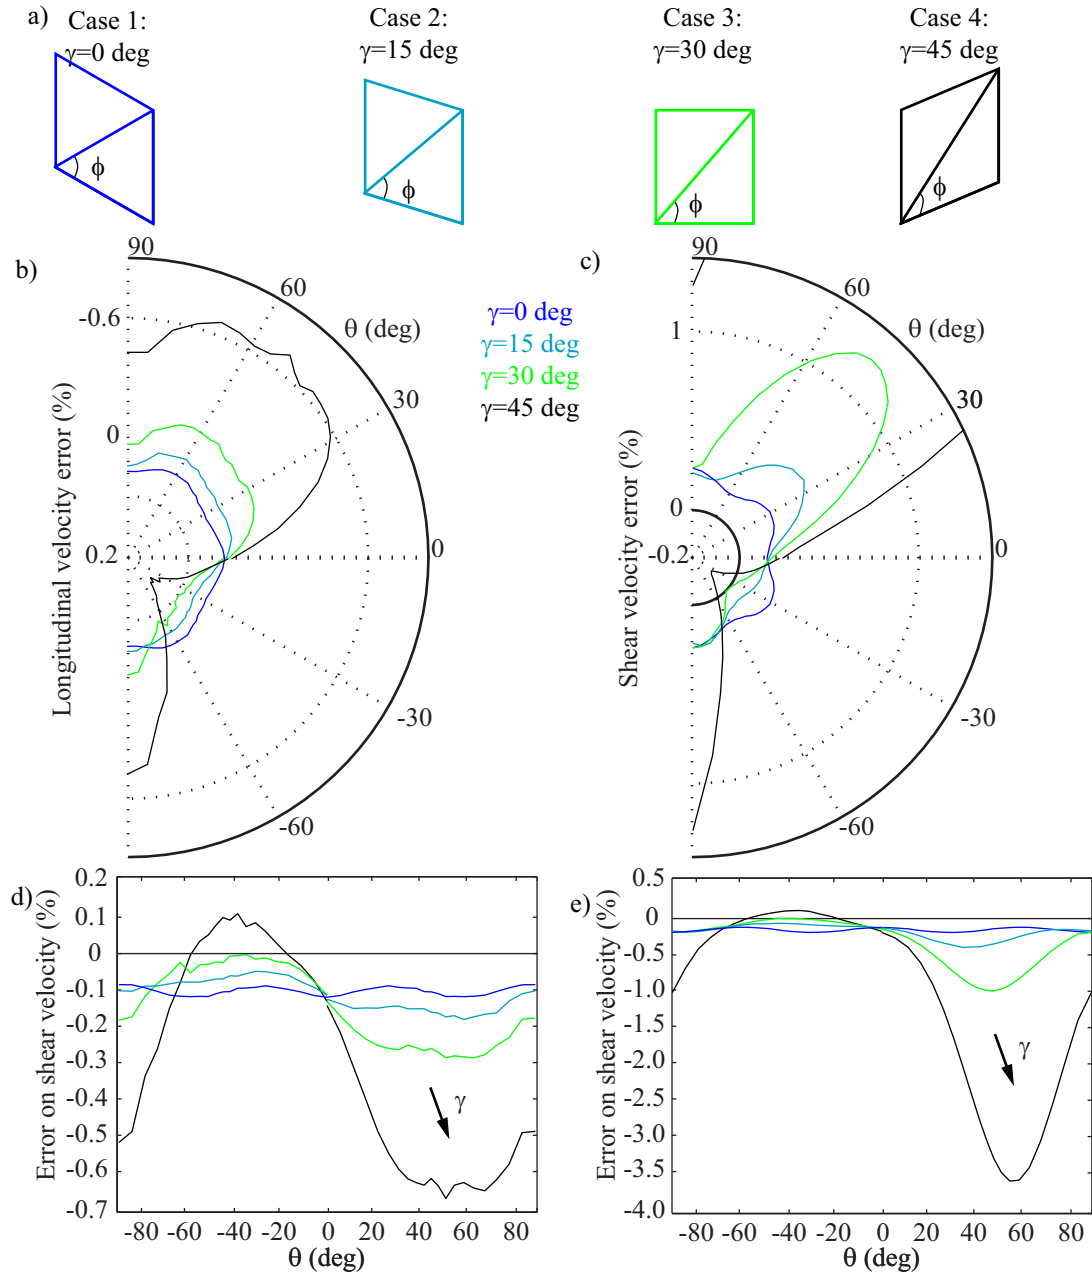 a)
Case 1:
γ=0 deg
Case 2:
γ=15 deg
Case 3:
γ=30 deg
Case 4:
γ=45 deg
ϕ
ϕ
ϕ
ϕ
b)
90
60
θ (deg)
30
0
-30
-60
-0.6
0
0.2
Longitudinal velocity error (%)
γ=0 deg
γ=15 deg
γ=30 deg
γ=45 deg
c)
90
60
θ (deg)
30
0
-30
-60
1
0
-0.2
Shear velocity error (%)
d)
0.2
0.1
0
-0.1
-0.2
-0.3
-0.4
-0.5
-0.6
-0.7
Error on shear velocity (%)
γ
-80 -60 -40 -20 0 20 40 60 80
θ (deg)
e)
0.5
0
-0.5
-1.0
-1.5
-2.0
-2.5
-3.0
-3.5
-4.0
Error on shear velocity (%)
γ
-80 -60 -40 -20 0 20 40 60 80
θ (deg)